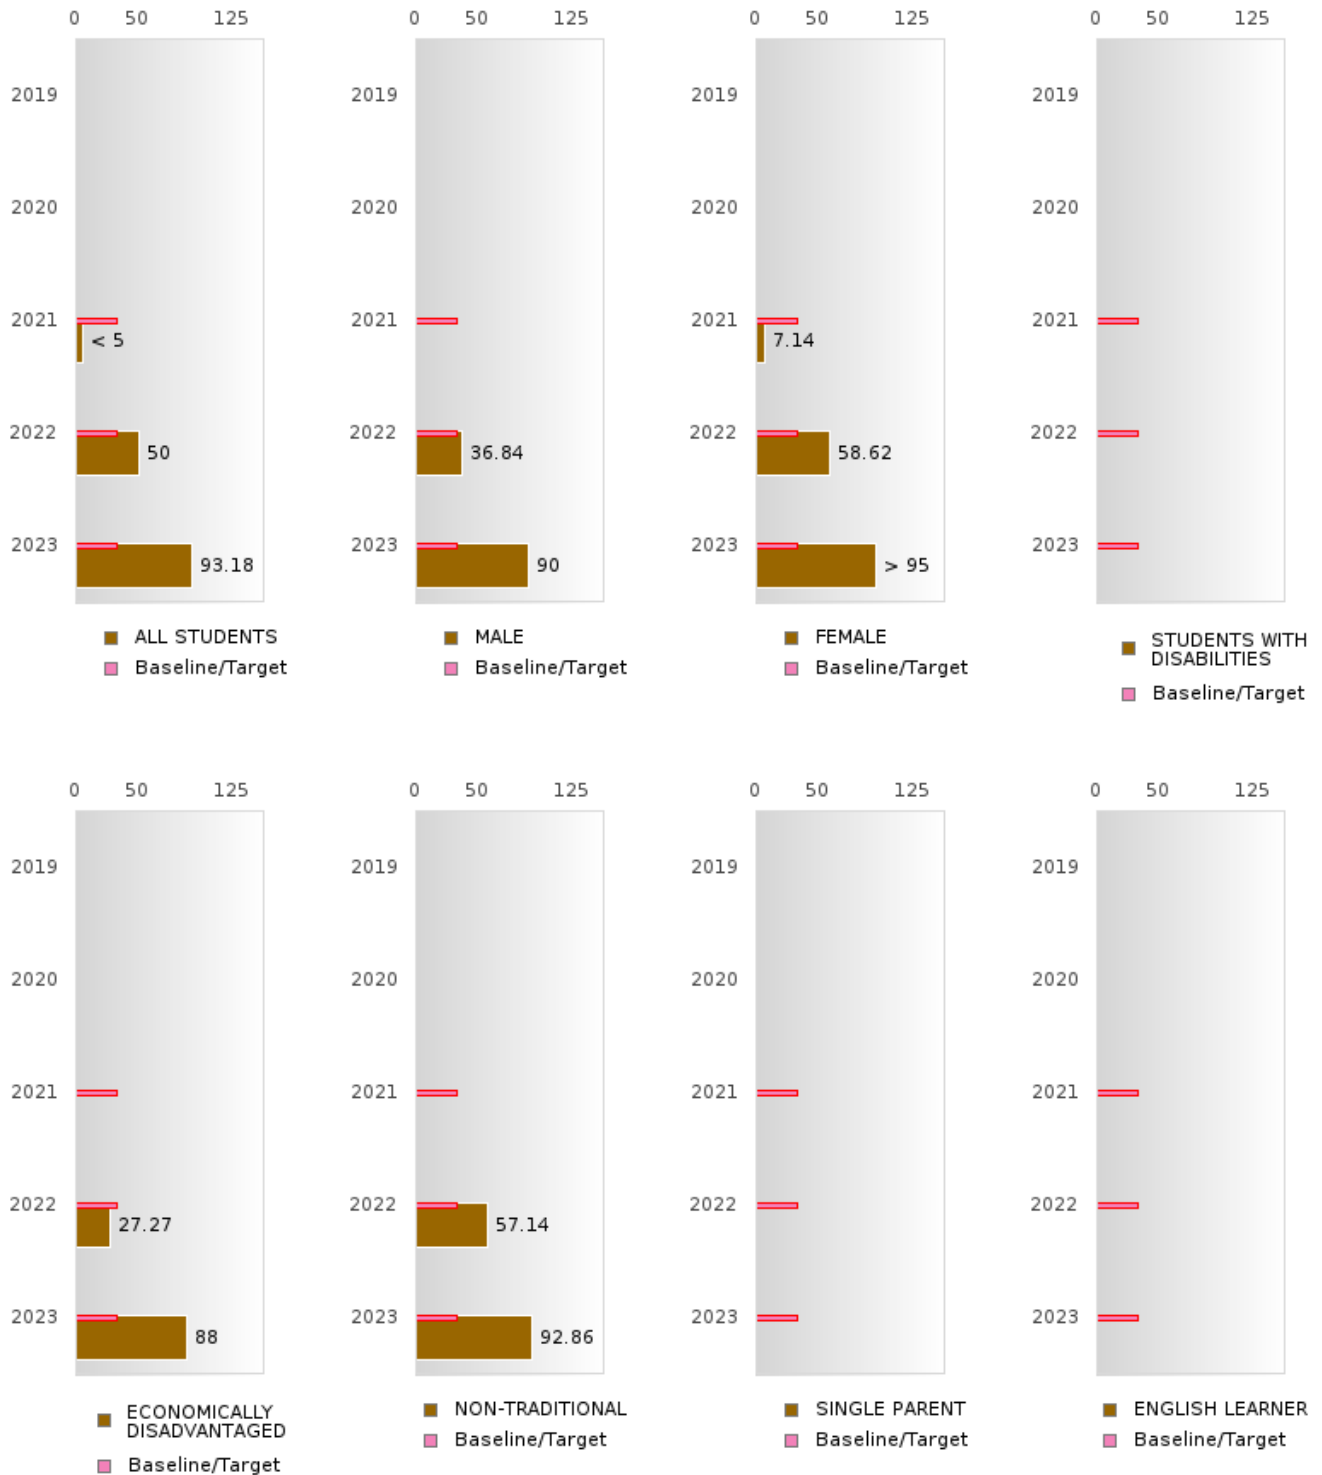 0 50 125
2019
2020
2021
< 5
2022
50
2023
93.18
ALL STUDENTS
Baseline/Target
0 50 125
2019
2020
2021
2022
36.84
2023
90
MALE
Baseline/Target
0 50 125
2019
2020
2021
7.14
2022
58.62
2023
> 95
FEMALE
Baseline/Target
0 50 125
2019
2020
2021
2022
2023
STUDENTS WITH
DISABILITIES
Baseline/Target
0 50 125
2019
2020
2021
2022
27.27
2023
88
ECONOMICALLY
DISADVANTAGED
Baseline/Target
0 50 125
2019
2020
2021
2022
57.14
2023
92.86
NON-TRADITIONAL
Baseline/Target
0 50 125
2019
2020
2021
2022
2023
SINGLE PARENT
Baseline/Target
0 50 125
2019
2020
2021
2022
2023
ENGLISH LEARNER
Baseline/Target